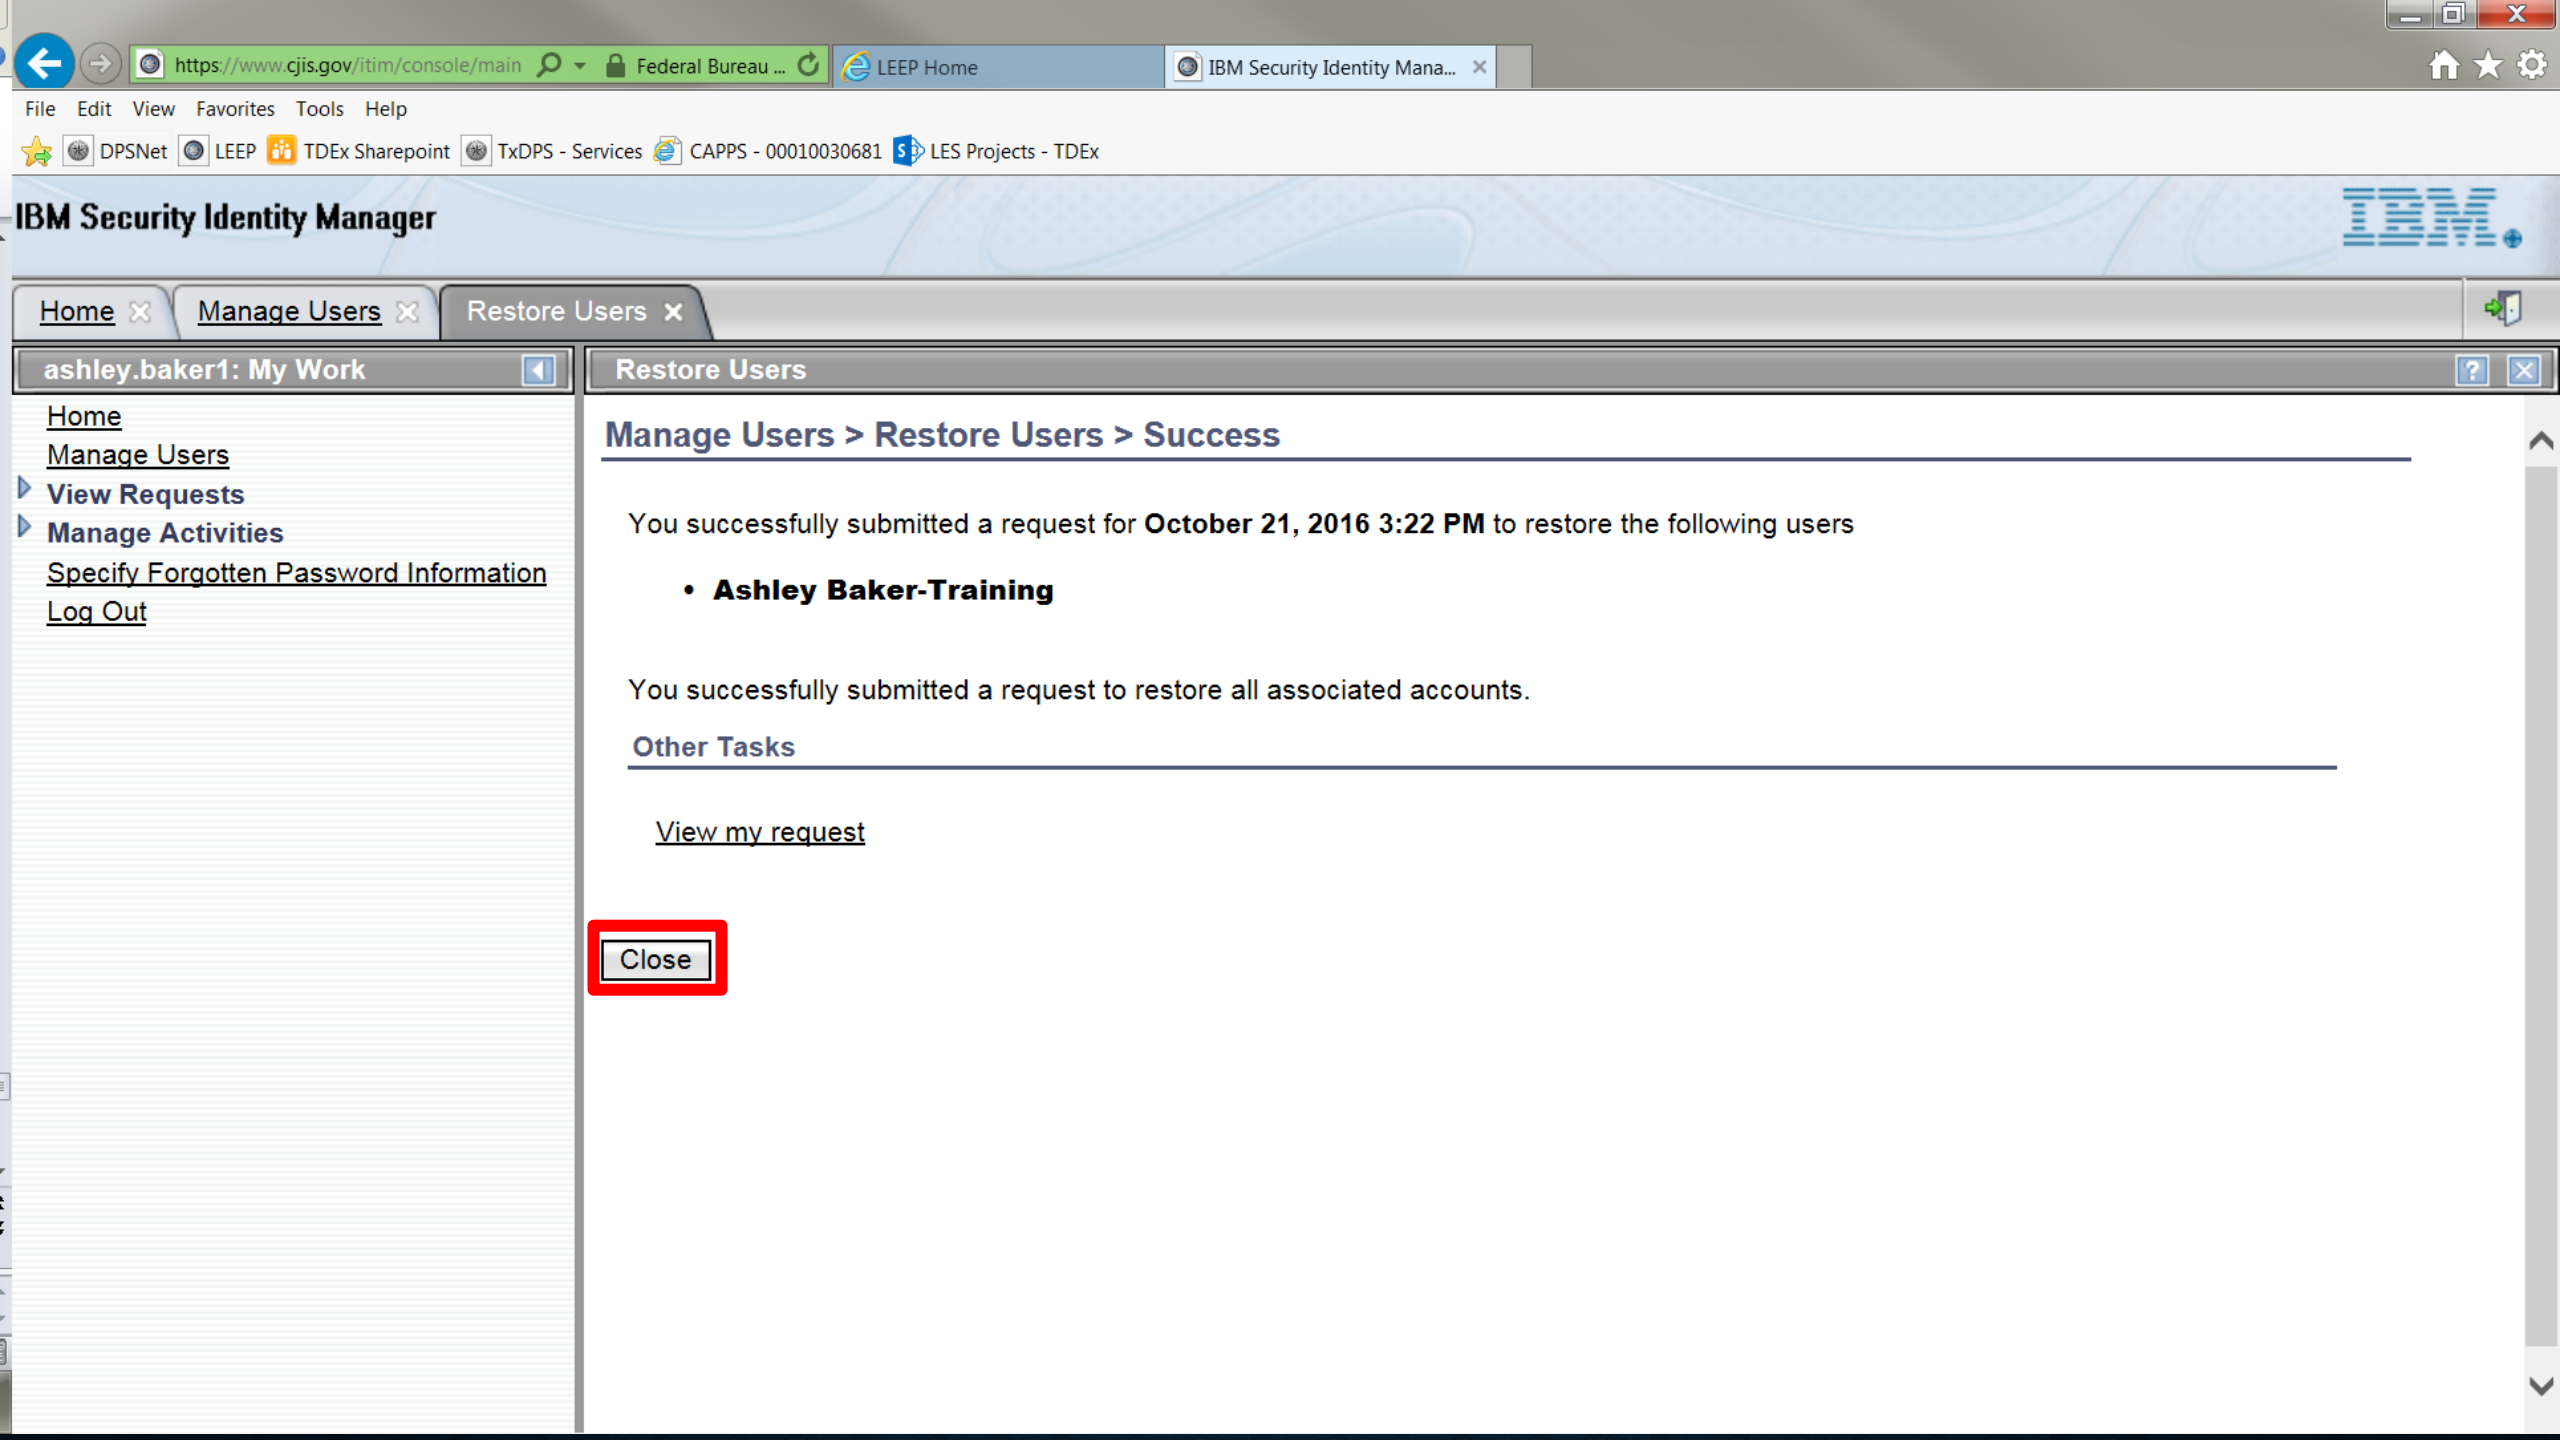 https://www.cjis.gov/itim/console/main
Federal Bureau ...
LEEP Home
IBM Security Identity Mana...
File Edit View Favorites Tools Help
DPSNet LEEP TDEx Sharepoint TxDPS - Services CAPPS - 00010030681 LES Projects - TDEx
IBM Security Identity Manager
IBM.
Home Manage Users Restore Users
ashley.baker1: My Work
Home
Manage Users
View Requests
Manage Activities
Specify Forgotten Password Information
Log Out
Restore Users
Manage Users > Restore Users > Success
You successfully submitted a request for October 21, 2016 3:22 PM to restore the following users
• Ashley Baker-Training
You successfully submitted a request to restore all associated accounts.
Other Tasks
View my request
Close